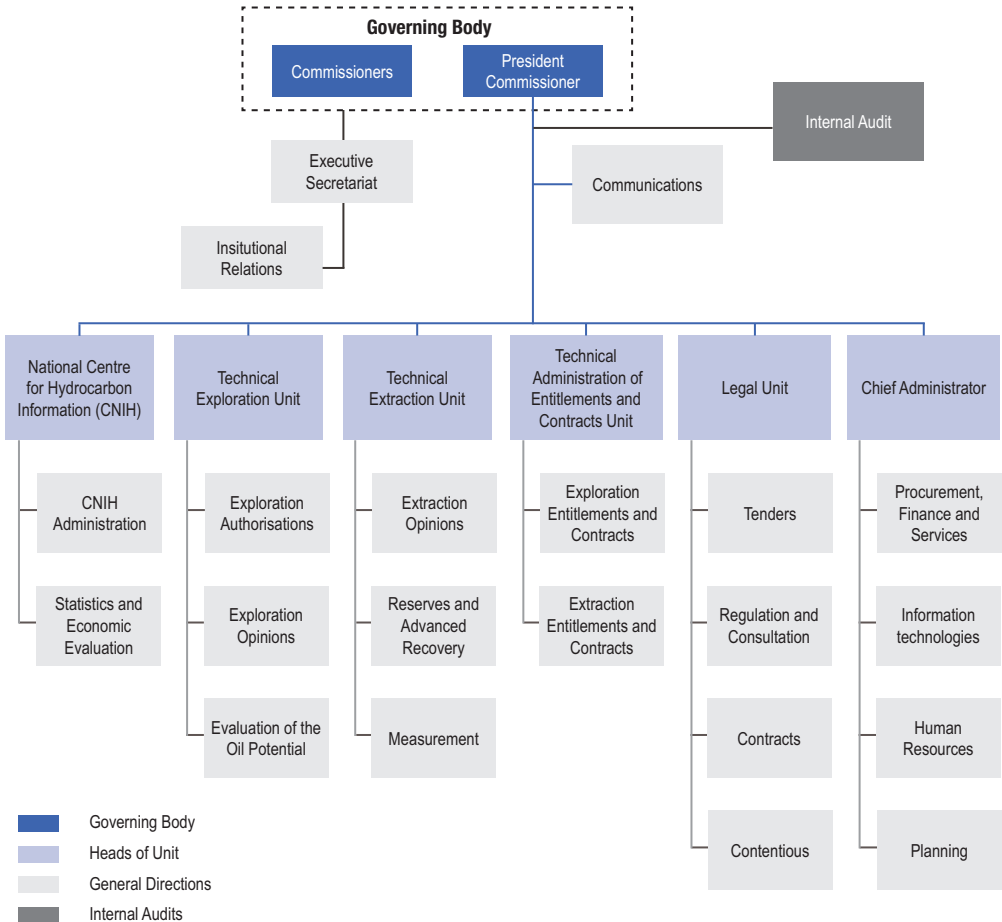 Governing Body
Commissioners
President
Commissioner
Internal Audit
Executive
Secretariat
Communications
Insitutional
Relations
National Centre
for Hydrocarbon
Information (CNIH)
Technical
Exploration Unit
Technical
Extraction Unit
Technical
Administration of
Entitlements and
Contracts Unit
Legal Unit
Chief Administrator
CNIH
Administration
Exploration
Authorisations
Extraction
Opinions
Exploration
Entitlements and
Contracts
Tenders
Procurement,
Finance and
Services
Statistics and
Economic
Evaluation
Exploration
Opinions
Reserves and
Advanced
Recovery
Extraction
Entitlements and
Contracts
Regulation and
Consultation
Information
technologies
Evaluation of the
Oil Potential
Measurement
Contracts
Human
Resources
Contentious
Planning
Governing Body
Heads of Unit
General Directions
Internal Audits